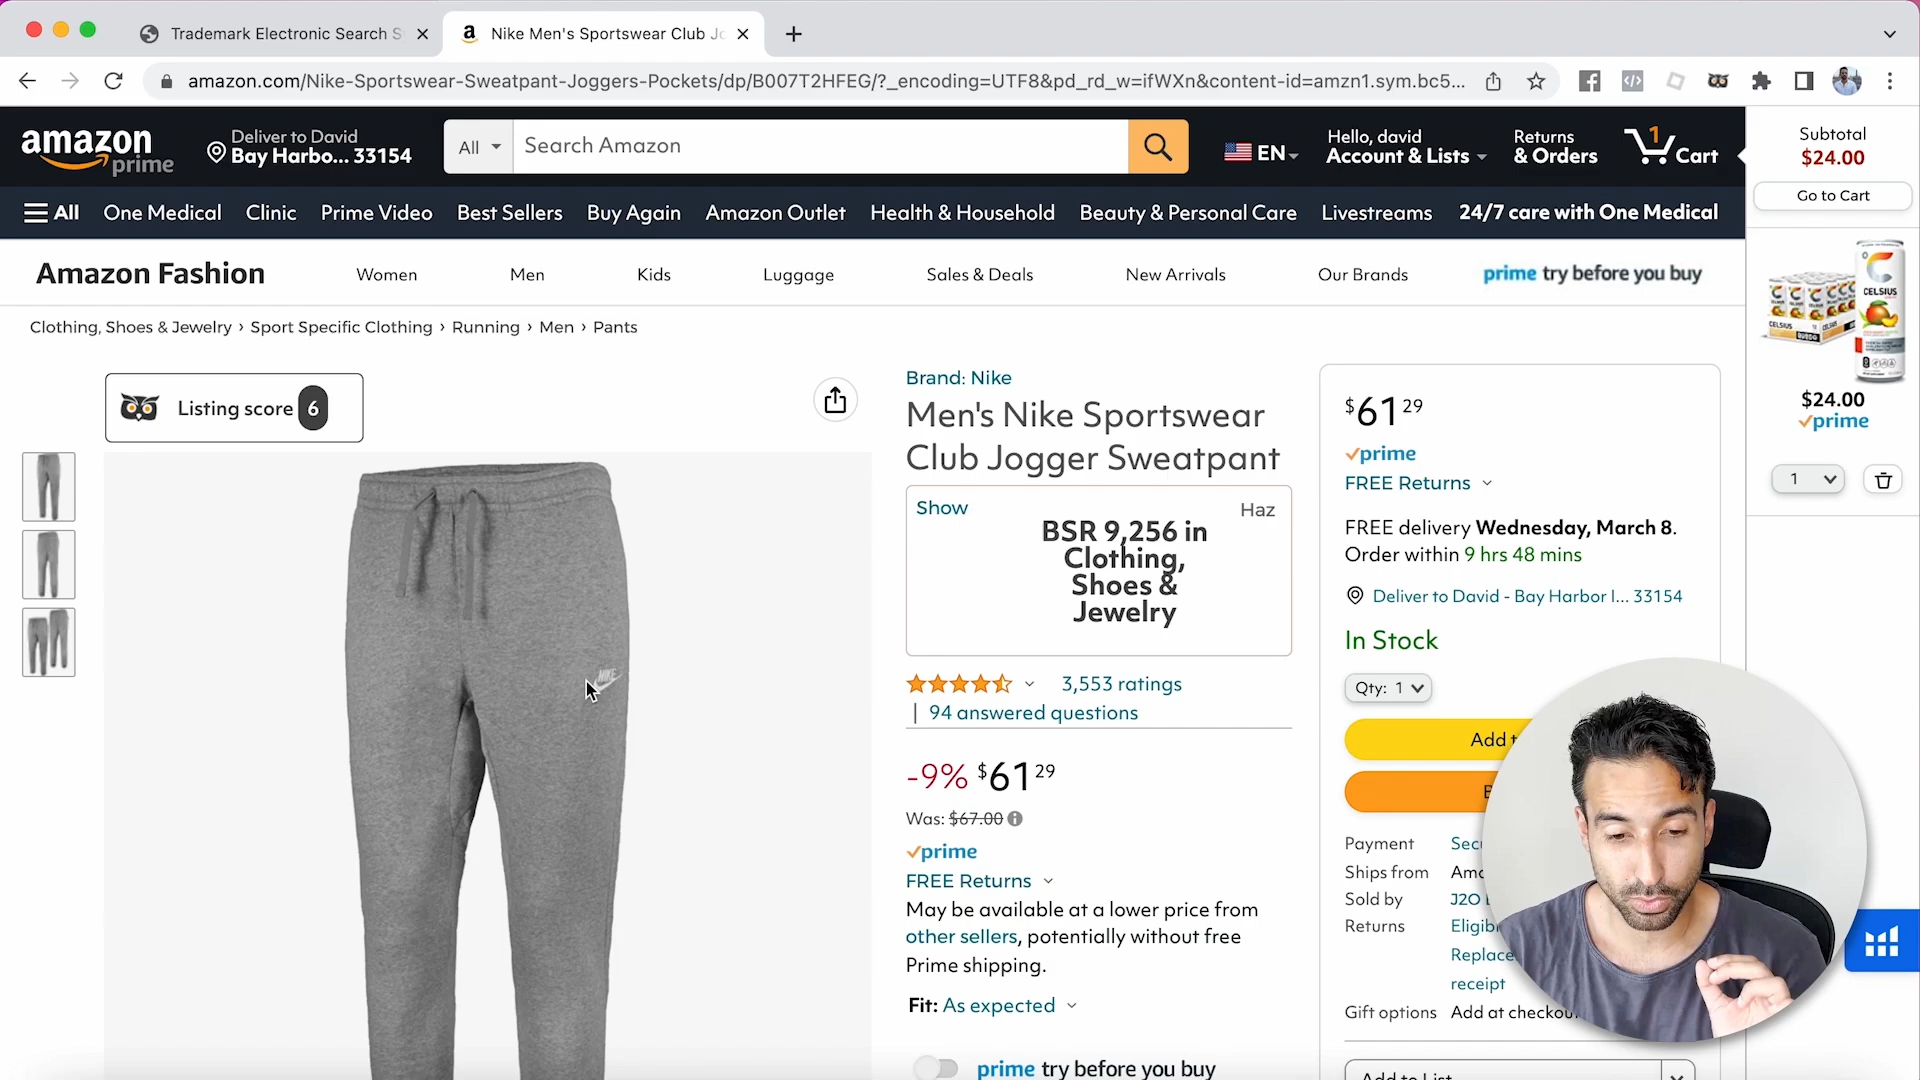 Trademark Electronic Search S
Nike Men's Sportswear Club Jo
amazon.com/Nike-Sportswear-Sweatpant-Joggers-Pockets/dp/B007T2HFEG/?_encoding=UTF8&pd_rd_w=ifWXn&content-id=amzn1.sym.bc5...
amazon prime
Deliver to David
Bay Harbo... 33154
All
Search Amazon
EN
Hello, david
Account & Lists
Returns
& Orders
1
Cart
Subtotal
$24.00
Go to Cart
All One Medical Clinic Prime Video Best Sellers Buy Again Amazon Outlet Health & Household Beauty & Personal Care Livestreams 24/7 care with One Medical
Amazon Fashion Women Men Kids Luggage Sales & Deals New Arrivals Our Brands prime try before you buy
CELSIUS
CELSIUS
$24.00
prime
1
Clothing, Shoes & Jewelry › Sport Specific Clothing › Running › Men › Pants
Listing score 6
NIKE
Brand: Nike
Men's Nike Sportswear
Club Jogger Sweatpant
Show
Haz
BSR 9,256 in
Clothing,
Shoes &
Jewelry
3,553 ratings
| 94 answered questions
-9% $61 29
Was: $67.00
prime
FREE Returns
May be available at a lower price from
other sellers, potentially without free
Prime shipping.
Fit: As expected
prime try before you buy
$61 29
prime
FREE Returns
FREE delivery Wednesday, March 8.
Order within 9 hrs 48 mins
Deliver to David - Bay Harbor I... 33154
In Stock
Qty: 1
Add
Payment
Ships from
Sold by J2O
Returns
receipt
Gift options Add at
Add to List